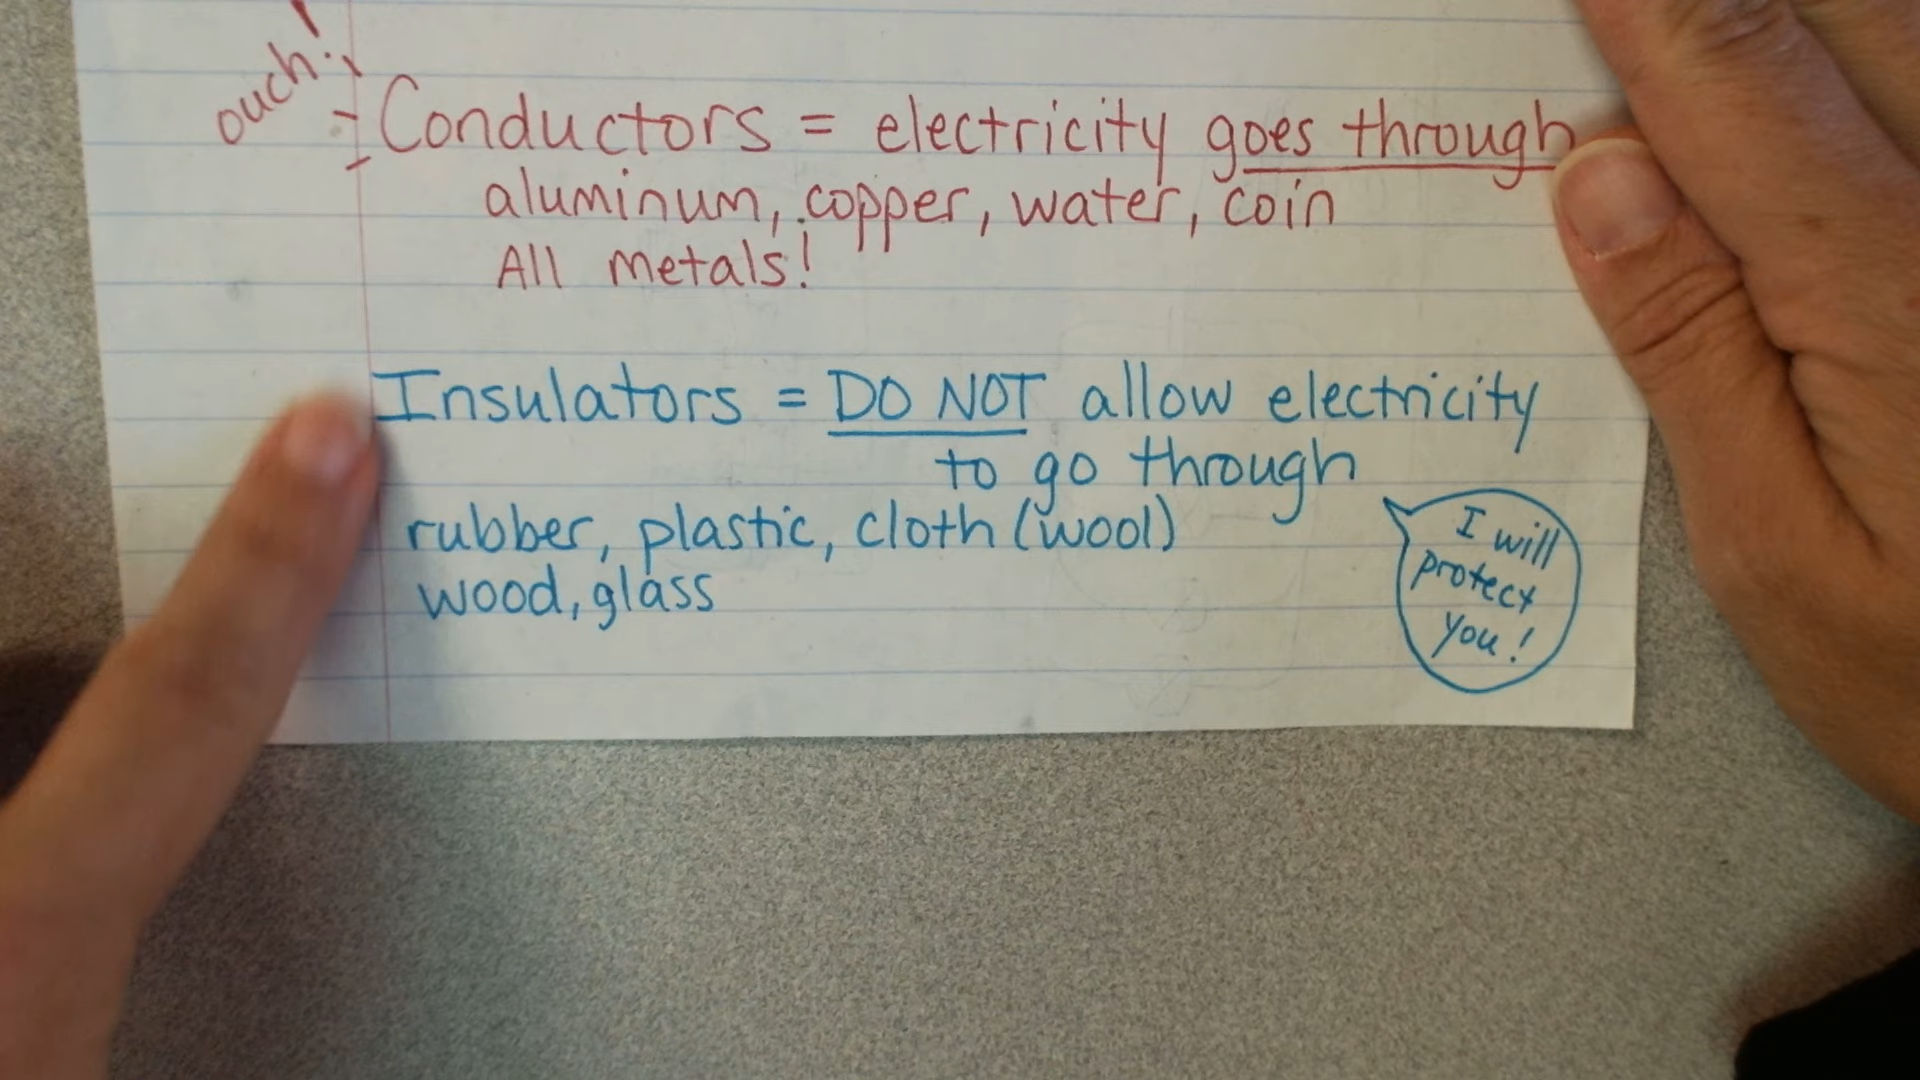 ouch!
Conductors = electricity goes through
aluminum, copper, water, coin
All metals!
Insulators = DO NOT allow electricity
to go through
rubber, plastic, cloth (wool)
wood, glass
I will
protect
you!